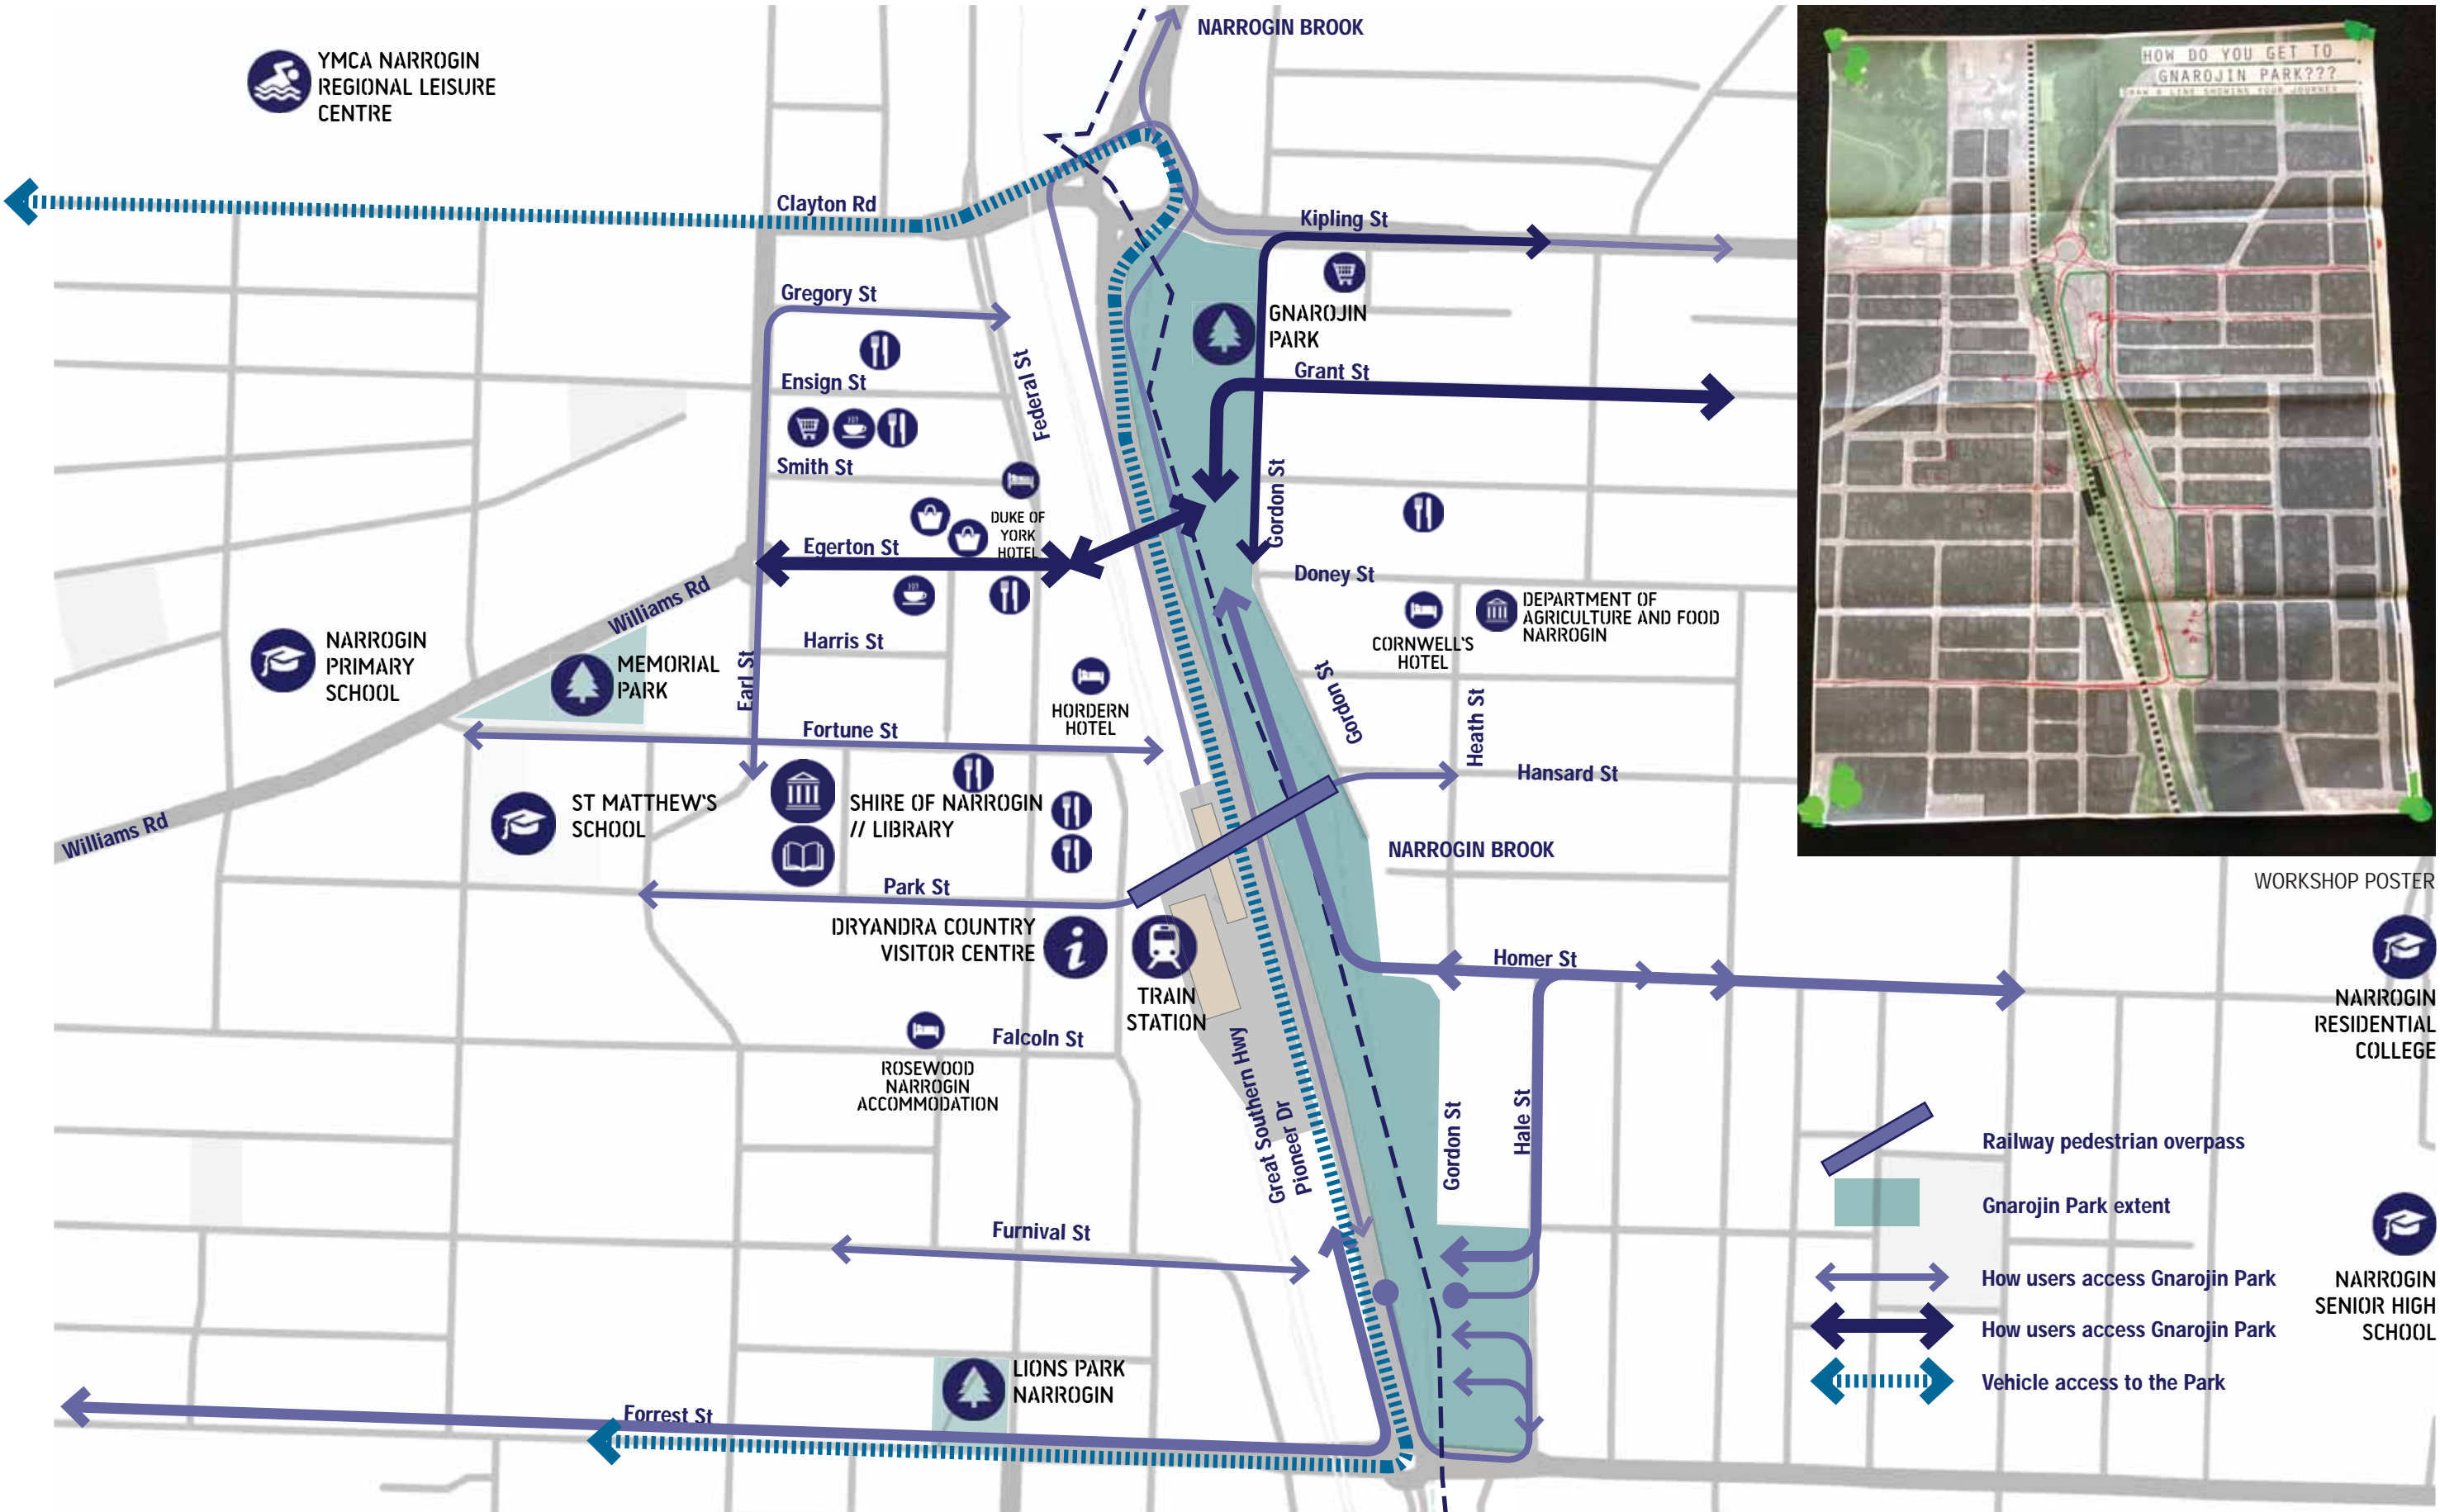 NARROGIN BROOK
YMCA NARROGIN
REGIONAL LEISURE
CENTRE
HOW DO YOU GET TO
GNAROJIN PARK???
DRAW A LINE SHOWING YOUR JOURNEY
Clayton Rd
Kipling St
Gregory St
GNAROJIN
PARK
Federal St
Grant St
Ensign St
Smith St
Gordon St
DUKE OF
YORK
HOTEL
Egerton St
Doney St
Williams Rd
DEPARTMENT OF
AGRICULTURE AND FOOD
NARROGIN
CORNWELL'S
HOTEL
NARROGIN
PRIMARY
SCHOOL
Harris St
MEMORIAL
PARK
Earl St
HORDERN
HOTEL
Gordon St
Heath St
Fortune St
Hansard St
ST MATTHEW'S
SCHOOL
SHIRE OF NARROGIN
// LIBRARY
Williams Rd
NARROGIN BROOK
WORKSHOP POSTER
Park St
DRYANDRA COUNTRY
VISITOR CENTRE
Homer St
TRAIN
STATION
NARROGIN
RESIDENTIAL
COLLEGE
Falcoln St
ROSEWOOD
NARROGIN
ACCOMMODATION
Great Southern Hwy
Pioneer Dr
Gordon St
Hale St
Railway pedestrian overpass
Gnarojin Park extent
Furnival St
How users access Gnarojin Park
How users access Gnarojin Park
Vehicle access to the Park
NARROGIN
SENIOR HIGH
SCHOOL
LIONS PARK
NARROGIN
Forrest St